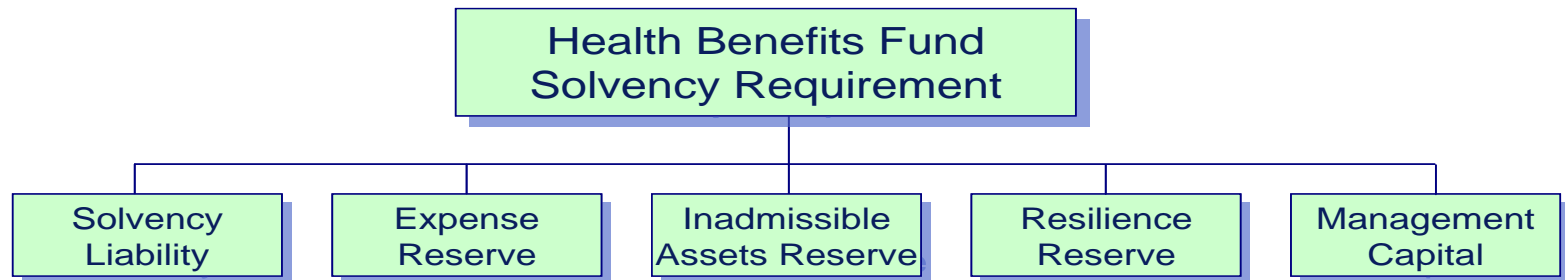 Health Benefits Fund
Solvency Requirement
Solvency
Liability
Expense
Reserve
Inadmissible
Assets Reserve
Resilience
Reserve
Management
Capital